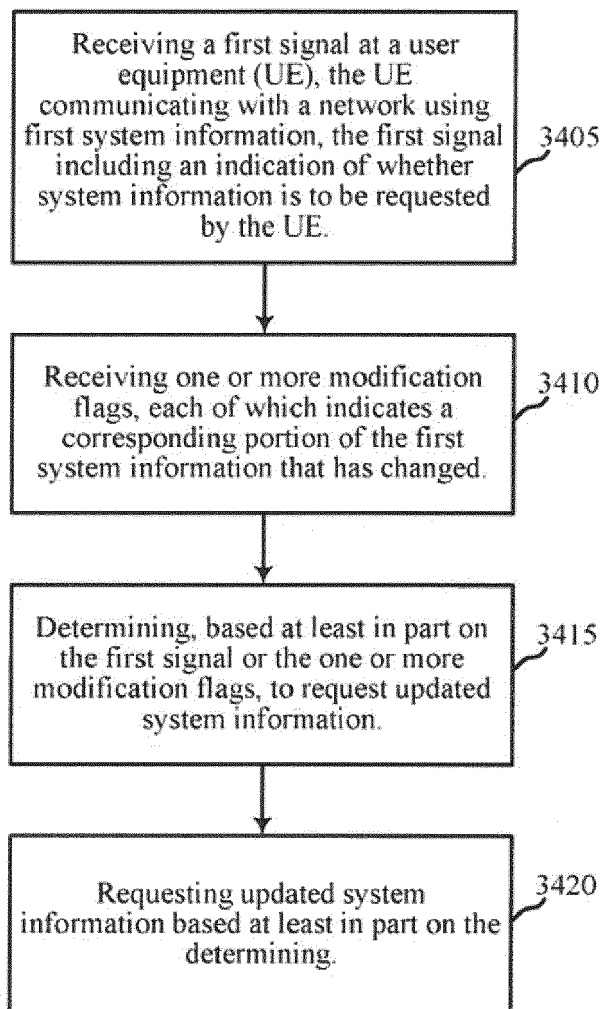 Receiving a first signal at a user
equipment (UE), the UE
communicating with a network using
first system information, the first signal
including an indication of whether
system information is to be requested
by the UE.
3405
Receiving one or more modification
flags, each of which indicates a
corresponding portion of the first
system information that has changed.
3410
Determining, based at least in part on
the first signal or the one or more
modification flags, to request updated
system information.
3415
Requesting updated system
information based at least in part on the
determining.
3420